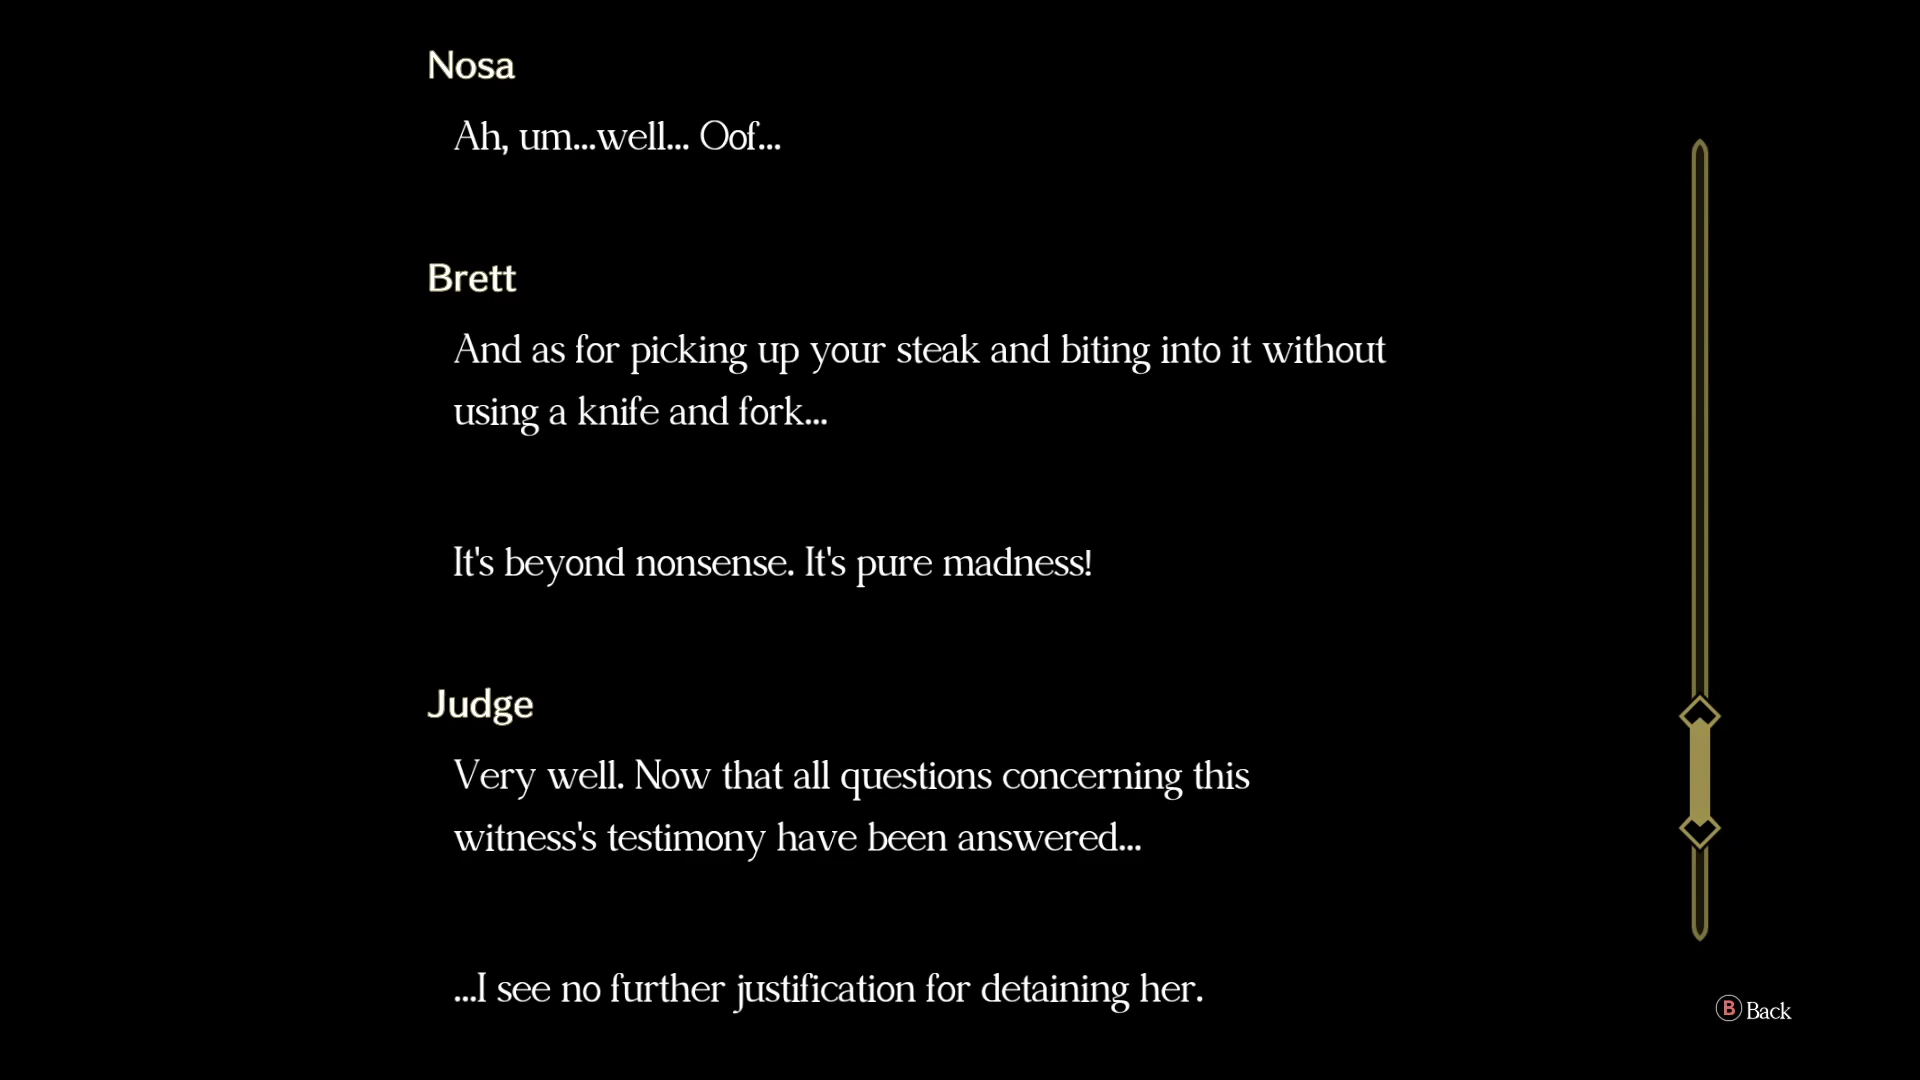 Nosa
Ah, um...well... Oof...
Brett
And as for picking up your steak and biting into it without
using a knife and fork...
It's beyond nonsense. It's pure madness!
Judge
Very well. Now that all questions concerning this
witness's testimony have been answered...
...I see no further justification for detaining her.
B Back